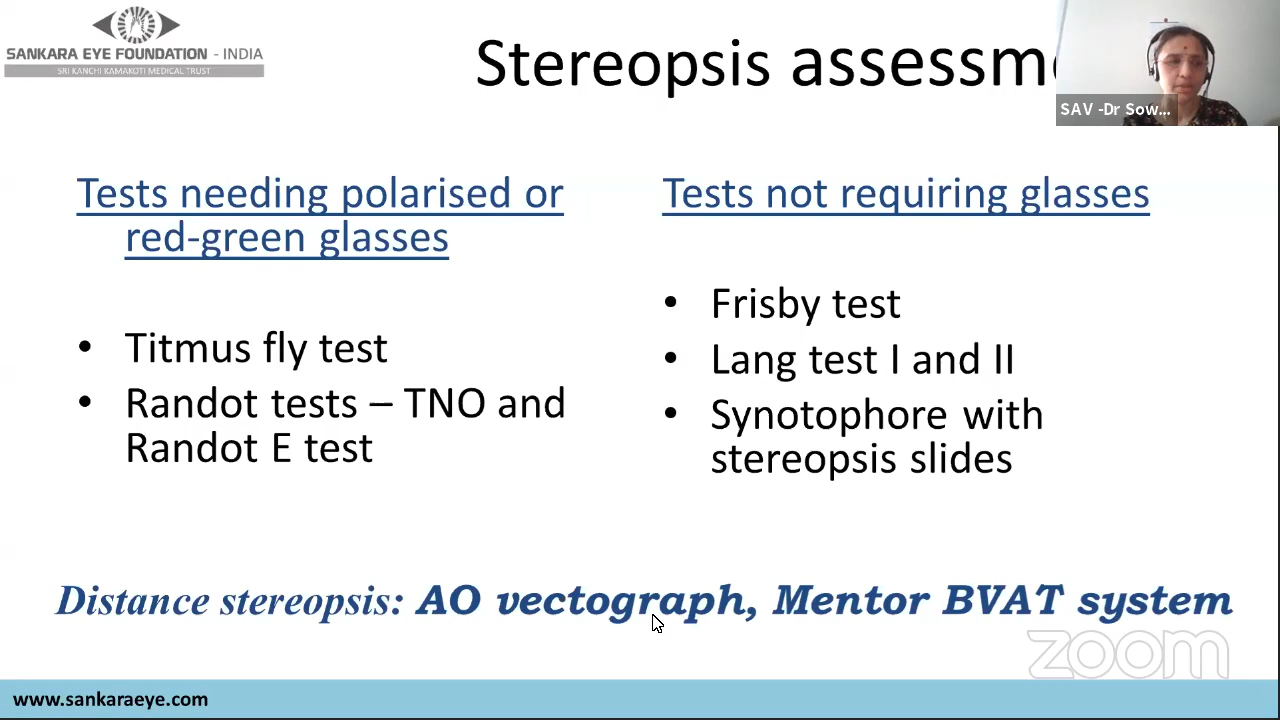 SANKARA EYE FOUNDATION - INDIA
SRI KANCHI KAMAKOTI MEDICAL TRUST
Stereopsis assessm
SAV -Dr Sow...
Tests needing polarised or
red-green glasses
• Titmus fly test
• Randot tests – TNO and
Randot E test
Tests not requiring glasses
• Frisby test
• Lang test I and II
• Synotophore with
stereopsis slides
Distance stereopsis: AO vectograph, Mentor BVAT system
zoom
www.sankaraeye.com